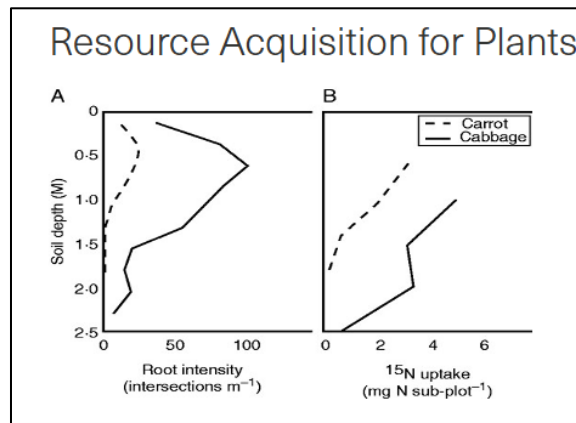 Resource Acquisition for Plants
A
B
0
0·5
1·0
1·5
2·0
2·5
Soil depth (M)
0
50
100
Root intensity
(intersections m⁻¹)
Carrot
Cabbage
0
2
4
6
¹⁵N uptake
(mg N sub-plot⁻¹)